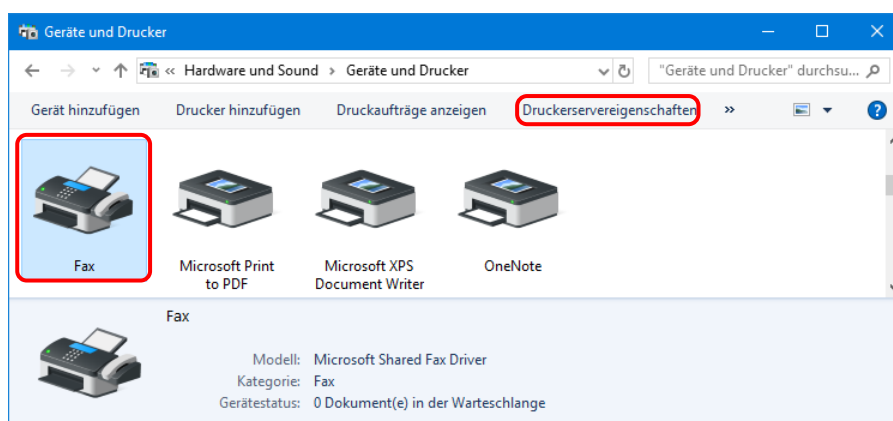 Geräte und Drucker
« Hardware und Sound > Geräte und Drucker "Geräte und Drucker" durchsu...
Gerät hinzufügen Drucker hinzufügen Druckaufträge anzeigen Druckerservereigenschaften » ?
Fax Microsoft Print to PDF Microsoft XPS Document Writer OneNote
Fax
Modell: Microsoft Shared Fax Driver
Kategorie: Fax
Gerätestatus: 0 Dokument(e) in der Warteschlange